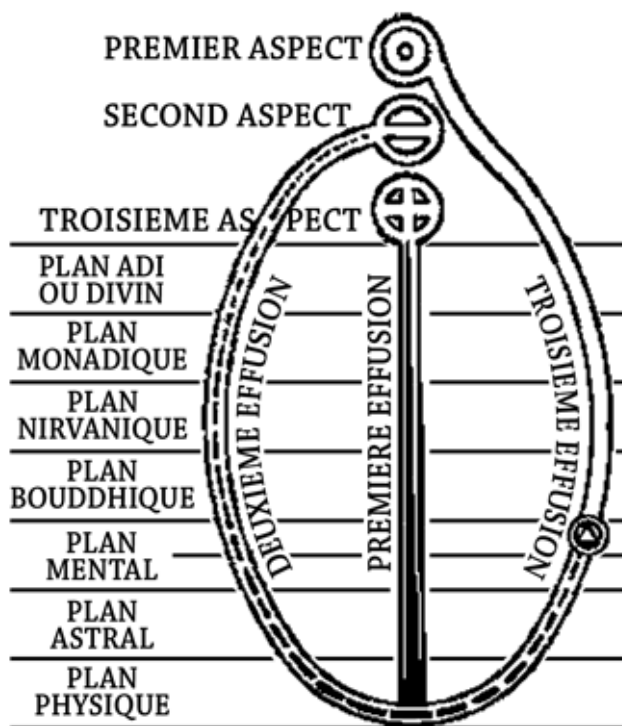 PREMIER ASPECT
SECOND ASPECT
TROISIEME ASPECT
PLAN ADI
OU DIVIN
PLAN
MONADIQUE
PLAN
NIRVANIQUE
PLAN
BOUDDHIQUE
PLAN
MENTAL
PLAN
ASTRAL
PLAN
PHYSIQUE
DEUXIEME EFFUSION
PREMIERE EFFUSION
TROISIEME EFFUSION